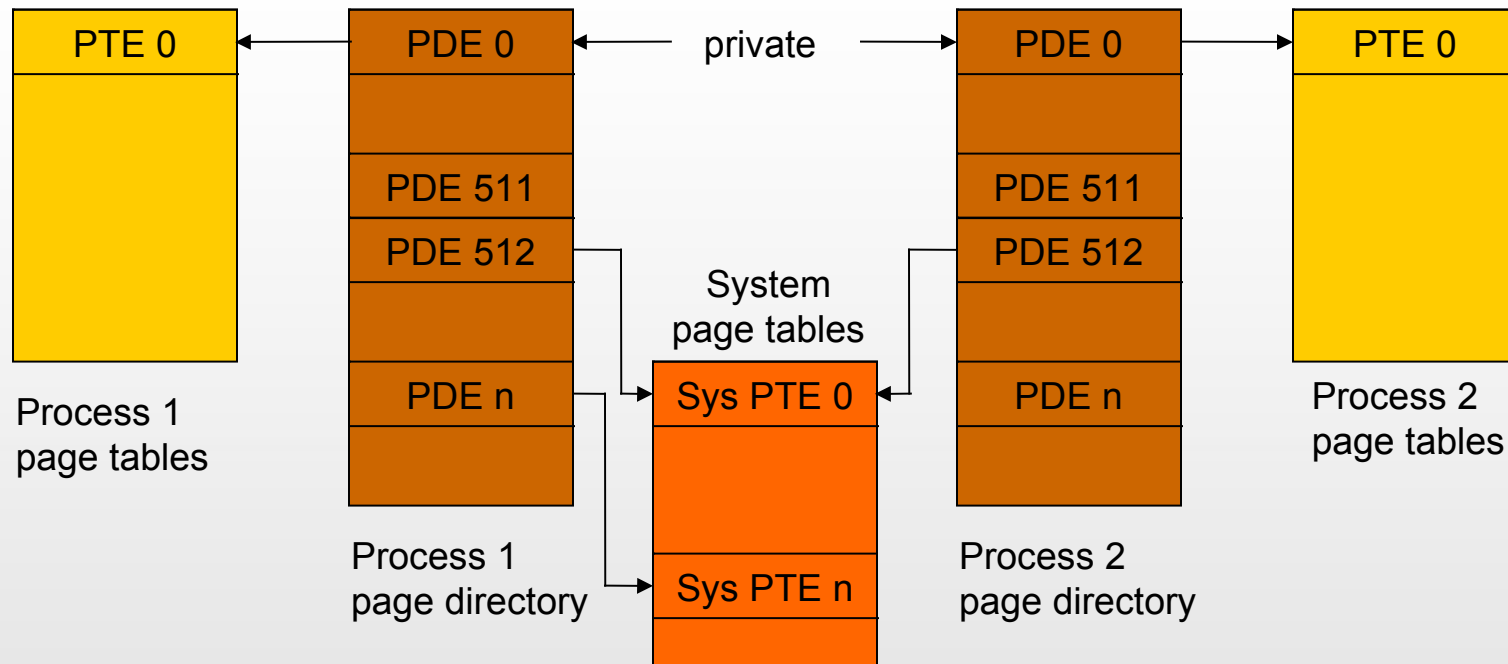 PTE 0
PDE 0
private
PDE 0
PTE 0
PDE 511
PDE 511
PDE 512
PDE 512
System
page tables
PDE n
Sys PTE 0
PDE n
Process 1
page tables
Process 2
page tables
Process 1
page directory
Sys PTE n
Process 2
page directory